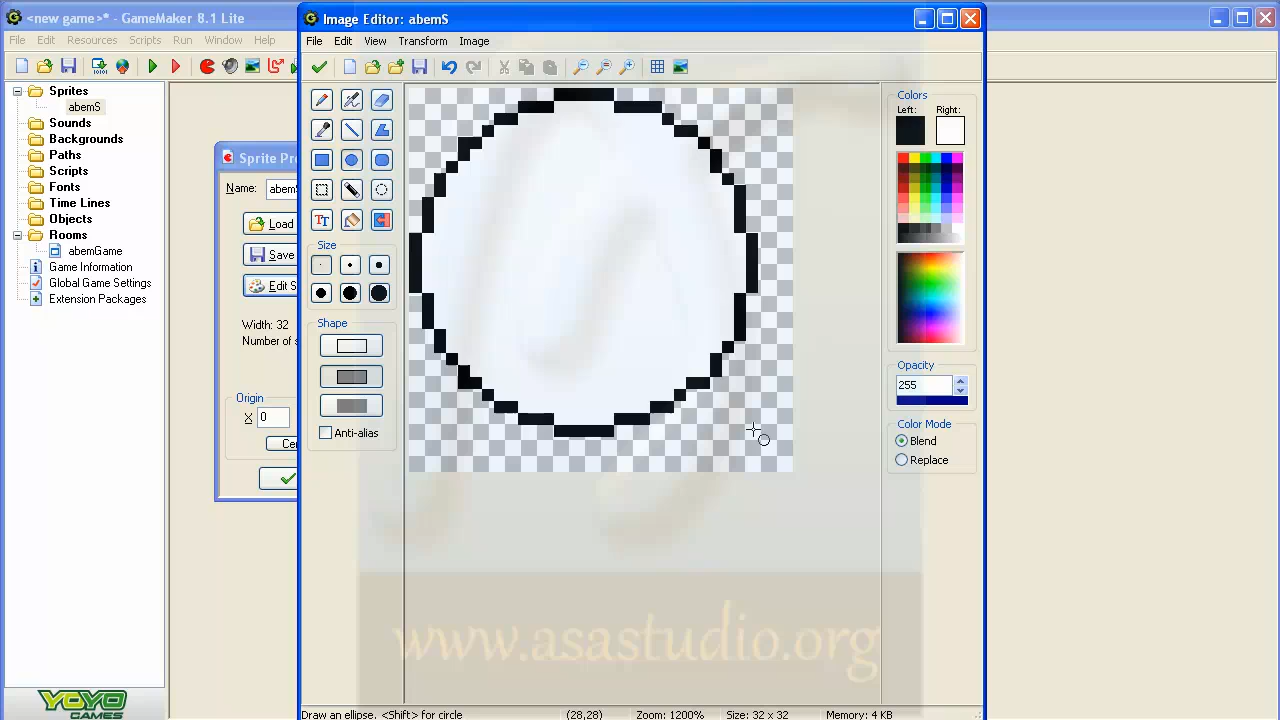 <new game>* - GameMaker 8.1 Lite
File Edit Resources Scripts Run Window Help
Sprites
abemS
Sounds
Backgrounds
Paths
Scripts
Fonts
Time Lines
Objects
Rooms
abemGame
Game Information
Global Game Settings
Extension Packages
YOYO
GAMES
Sprite Pr
Name:
Load
Save
Edit S
Width: 32
Number of s
Origin
X 0
Image Editor: abemS
File Edit View Transform Image
TT
Size
Shape
Anti-alias
Colors
Left: Right:
Opacity
255
Color Mode
Blend
Replace
www.asastudio.org
Draw an ellipse. <Shift> for circle (28,28) Zoom: 1200% Size: 32 x 32 Memory: 4 KB